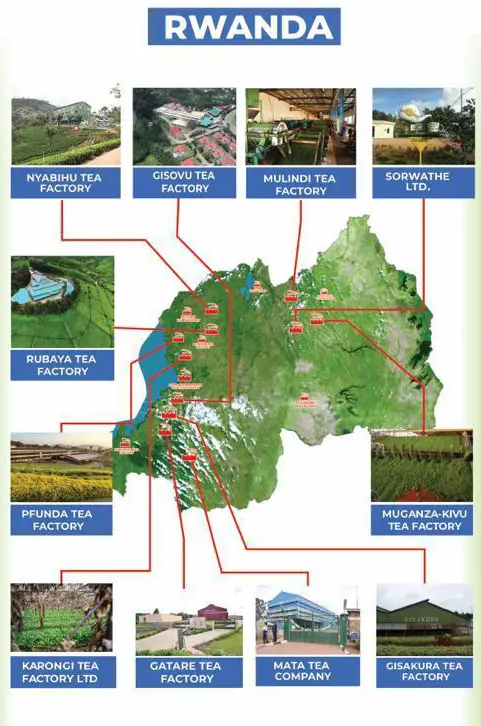 RWANDA
NYABIHU TEA
FACTORY
GISOVU TEA
FACTORY
MULINDI TEA
FACTORY
SORWATHE
LTD.
RUBAYA TEA
FACTORY
PFUNDA TEA
FACTORY
MUGANZA-KIVU
TEA FACTORY
KARONGI TEA
FACTORY LTD
GATARE TEA
FACTORY
MATA TEA
COMPANY
GISAKURA TEA
FACTORY